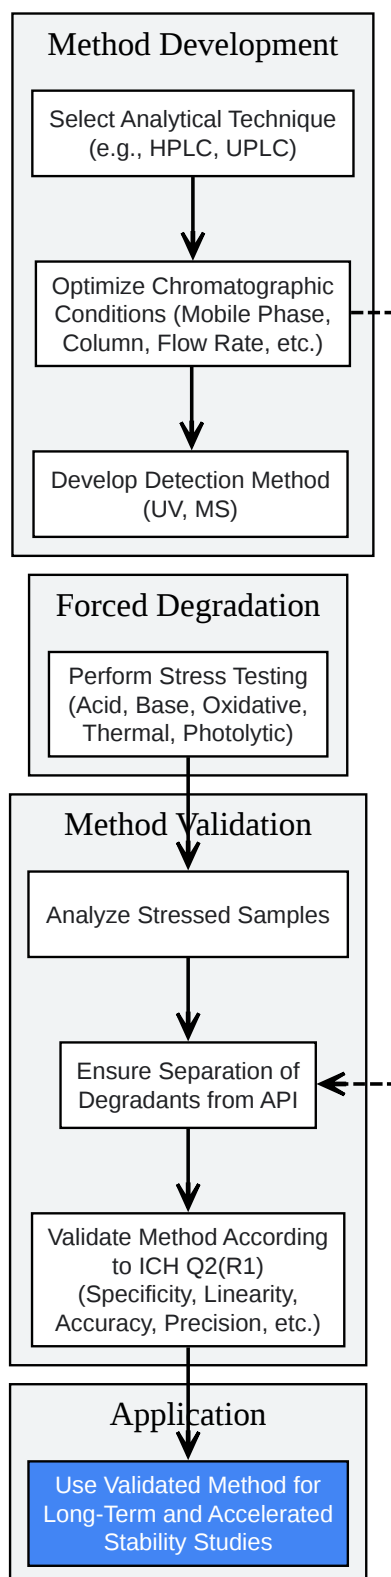 Method Development
Select Analytical Technique
(e.g., HPLC, UPLC)
Optimize Chromatographic
Conditions (Mobile Phase,
Column, Flow Rate, etc.)
Develop Detection Method
(UV, MS)
Forced Degradation
Perform Stress Testing
(Acid, Base, Oxidative,
Thermal, Photolytic)
Method Validation
Analyze Stressed Samples
Ensure Separation of
Degradants from API
Validate Method According
to ICH Q2(R1)
(Specificity, Linearity,
Accuracy, Precision, etc.)
Application
Use Validated Method for
Long-Term and Accelerated
Stability Studies